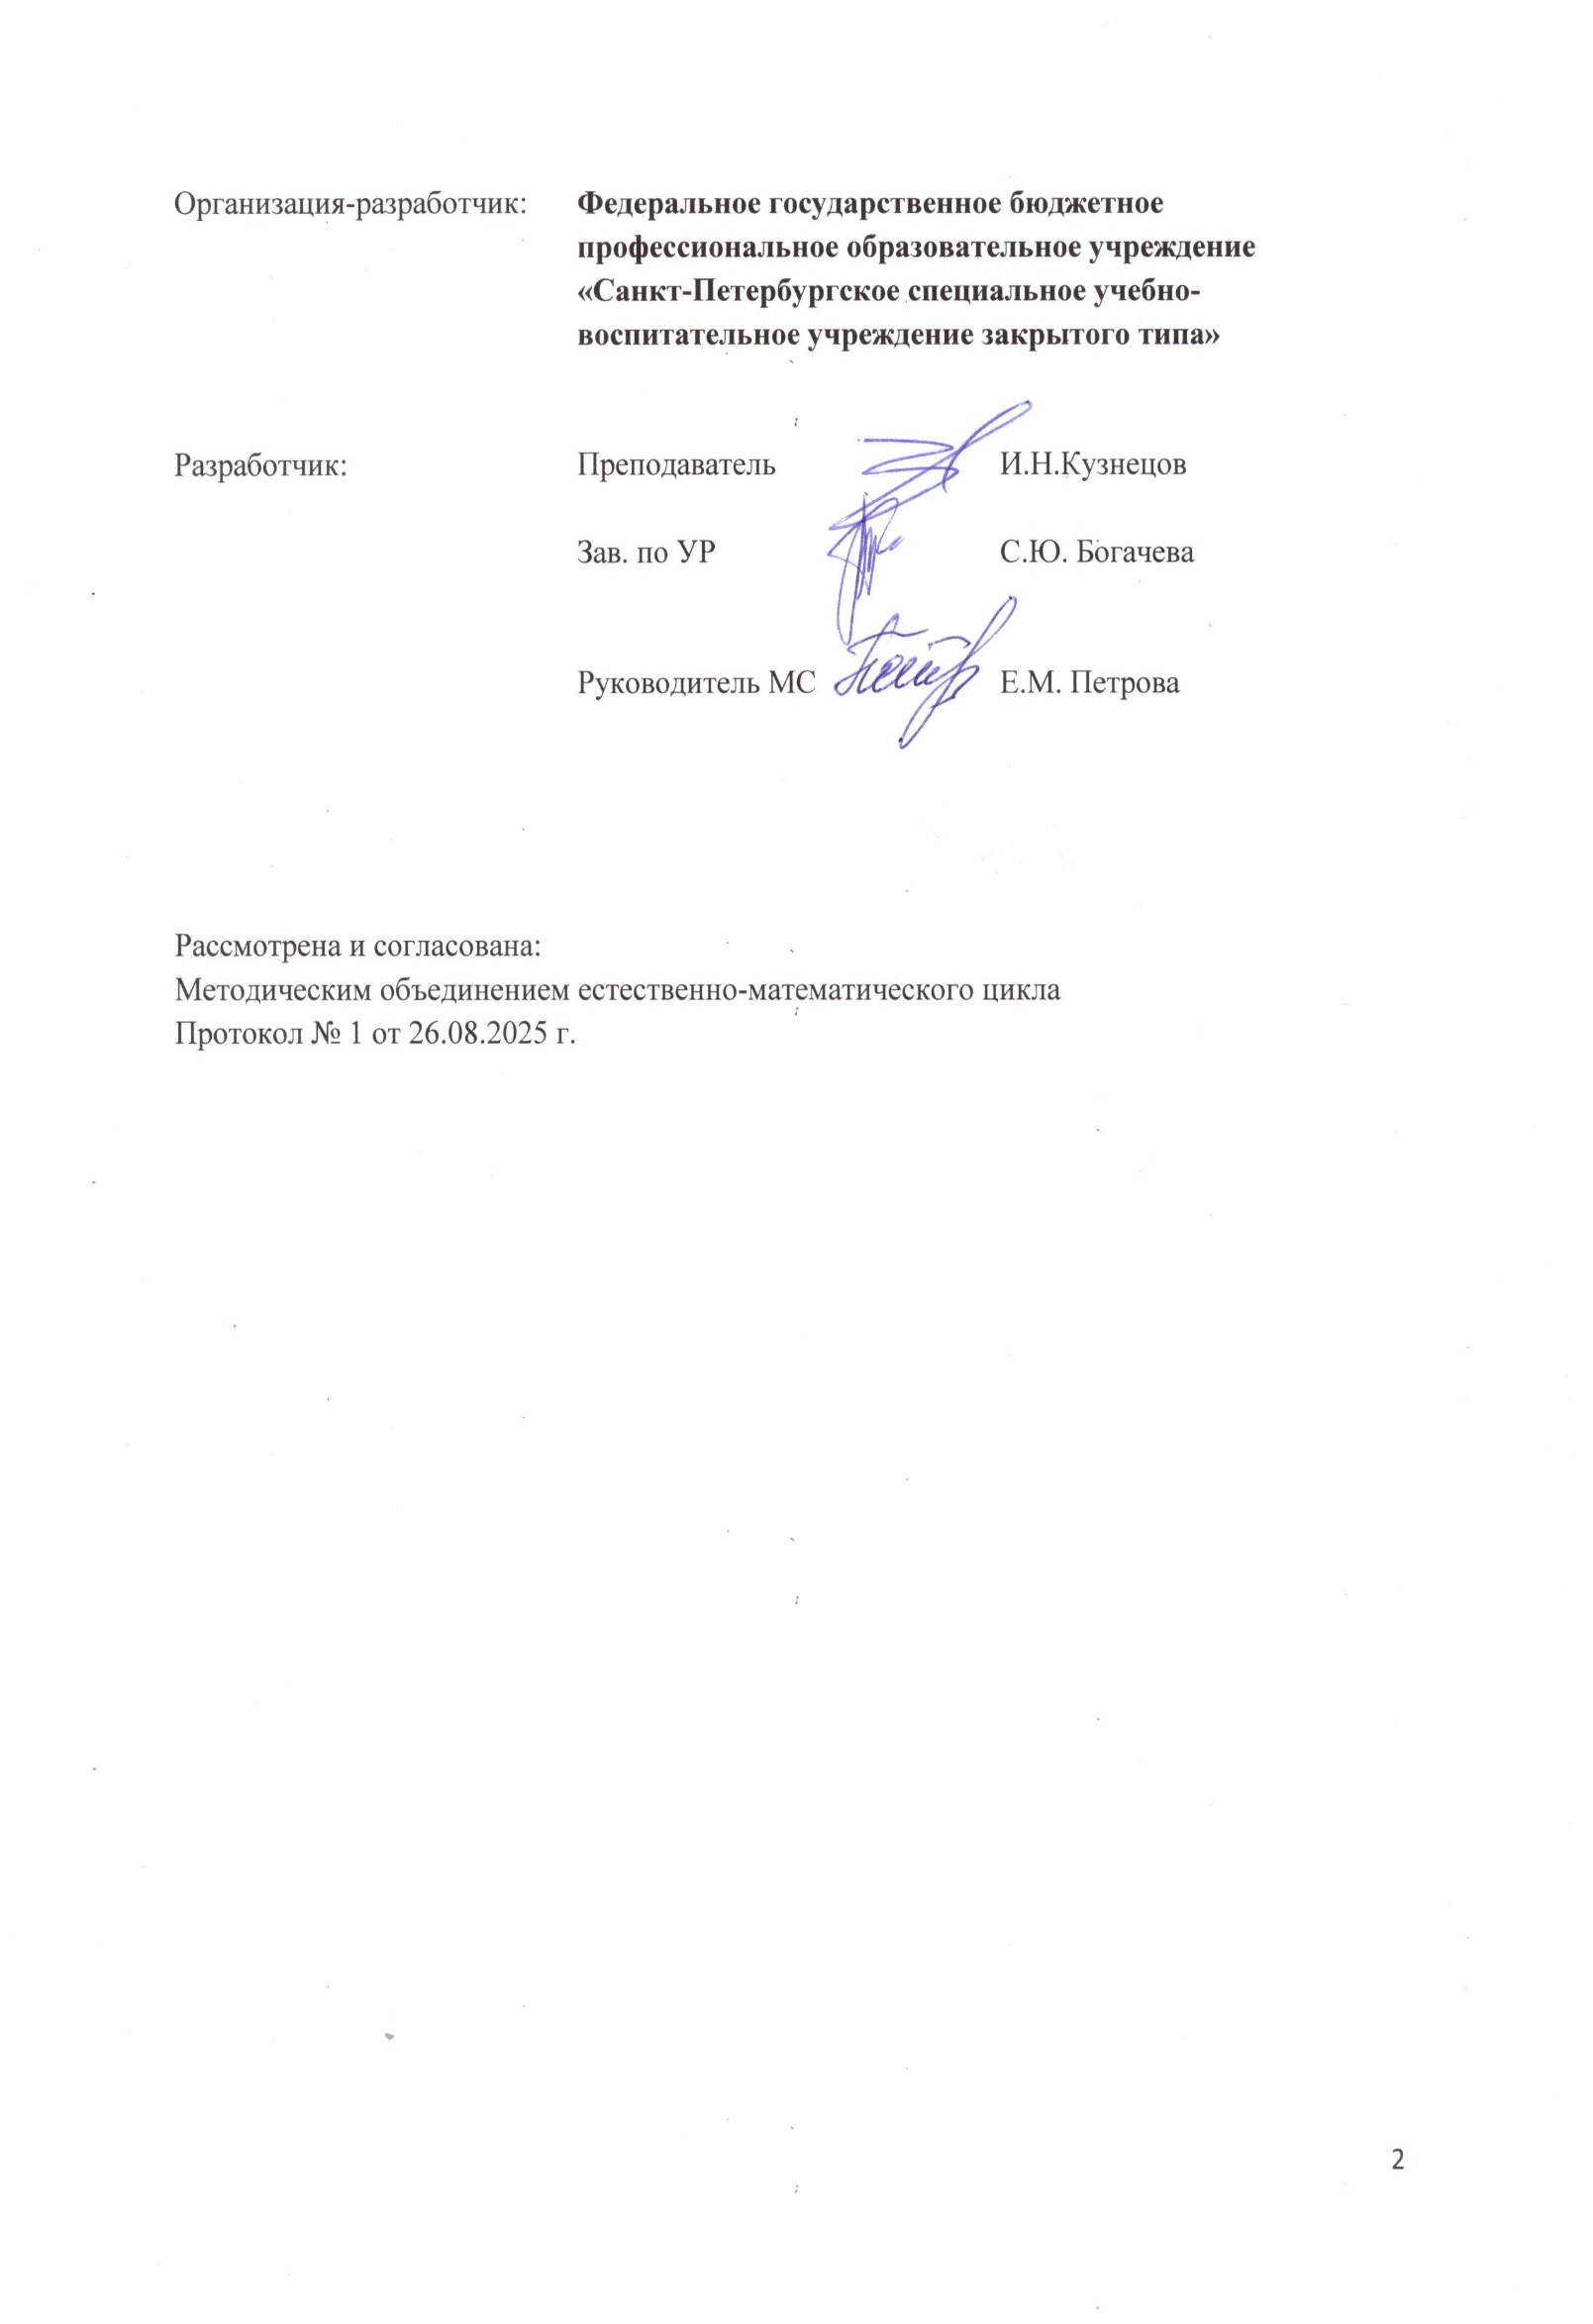 Организация-разработчик: Федеральное государственное бюджетное
профессиональное образовательное учреждение
«Санкт-Петербургское специальное учебно-
воспитательное учреждение закрытого типа»
Разработчик: Преподаватель И.Н.Кузнецов
Зав. по УР С.Ю. Богачева
Руководитель МС Е.М. Петрова
Рассмотрена и согласована:
Методическим объединением естественно-математического цикла
Протокол № 1 от 26.08.2025 г.
2